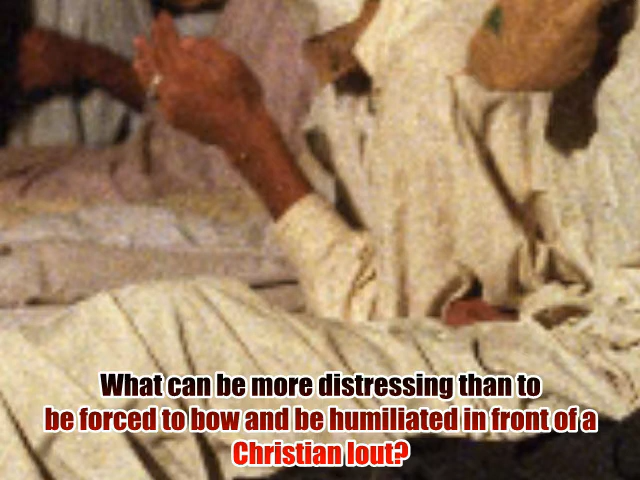 What can be more distressing than to
be forced to bow and be humiliated in front of a
Christian lout?